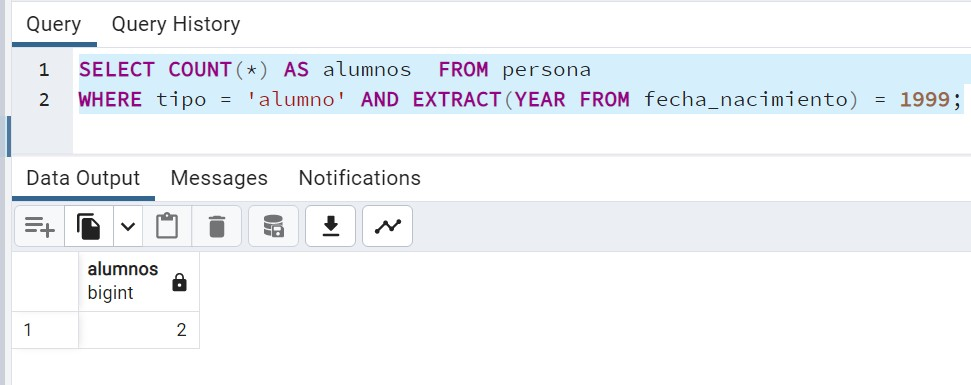 Query Query History
1 SELECT COUNT(*) AS alumnos  FROM persona
2 WHERE tipo = 'alumno' AND EXTRACT(YEAR FROM fecha_nacimiento) = 1999;
Data Output Messages Notifications
alumnos
bigint
1 2